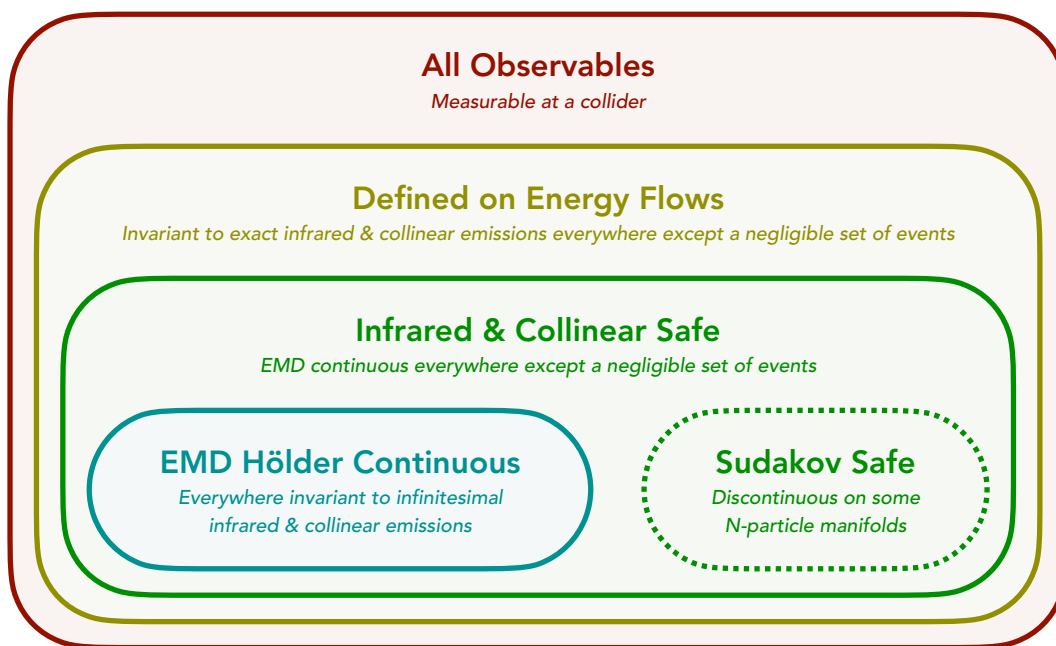 All Observables
Measurable at a collider
Defined on Energy Flows
Invariant to exact infrared & collinear emissions everywhere except a negligible set of events
Infrared & Collinear Safe
EMD continuous everywhere except a negligible set of events
EMD Hölder Continuous
Everywhere invariant to infinitesimal
infrared & collinear emissions
Sudakov Safe
Discontinuous on some
N-particle manifolds